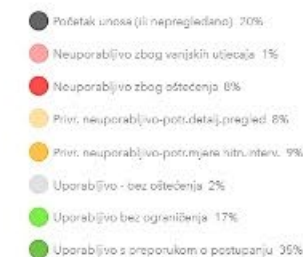 Početak unosa (ili nepregledano) 20%
Neuporabljivo zbog vanjskih utjecaja 1%
Neuporabljivo zbog oštećenja 8%
Privr. neuporabljivo-potr.detalj.pregled 8%
Privr. neuporabljivo-potr.mjere hitn.interv. 9%
Uporabljivo - bez oštećenja 2%
Uporabljivo bez ograničenja 17%
Uporabljivo s preporukom o postupanju 35%